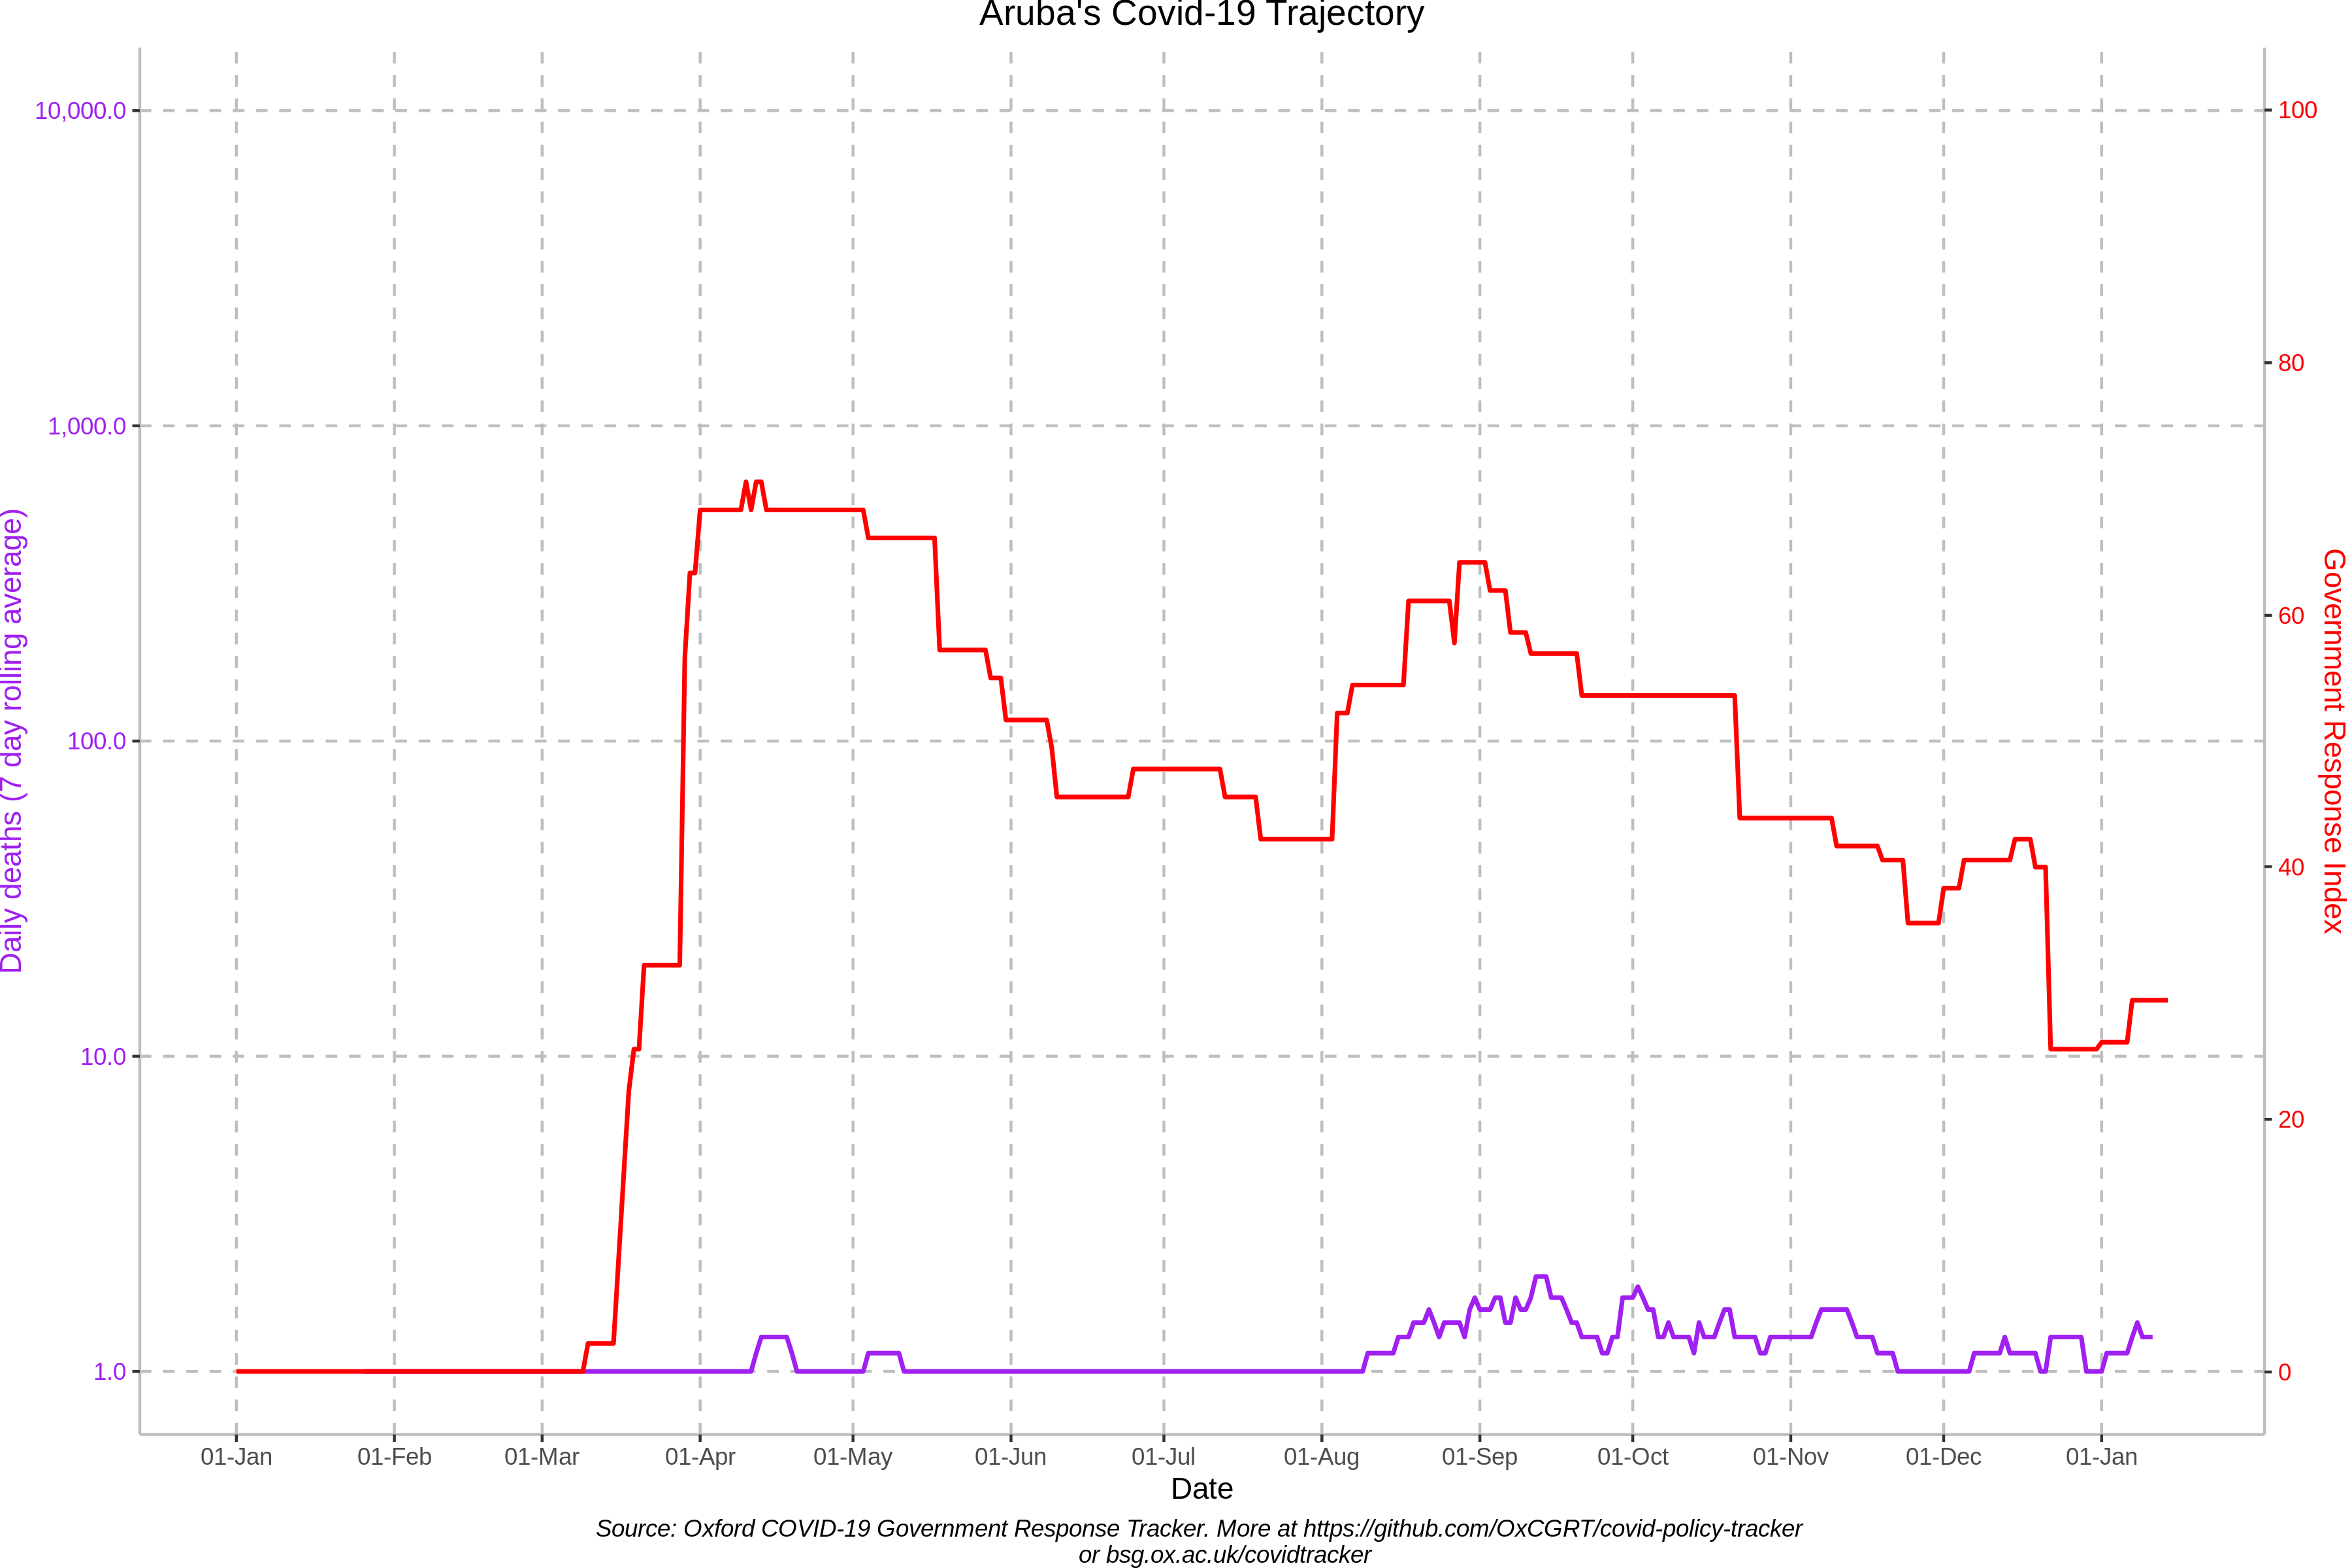 Aruba's Covid-19 Trajectory
Daily deaths (7 day rolling average)
10,000.0
1,000.0
100.0
10.0
1.0
100
80
60
40
20
0
Government Response Index
01-Jan 01-Feb 01-Mar 01-Apr 01-May 01-Jun 01-Jul 01-Aug 01-Sep 01-Oct 01-Nov 01-Dec 01-Jan
Date
Source: Oxford COVID-19 Government Response Tracker. More at https://github.com/OxCGRT/covid-policy-tracker
or bsg.ox.ac.uk/covidtracker